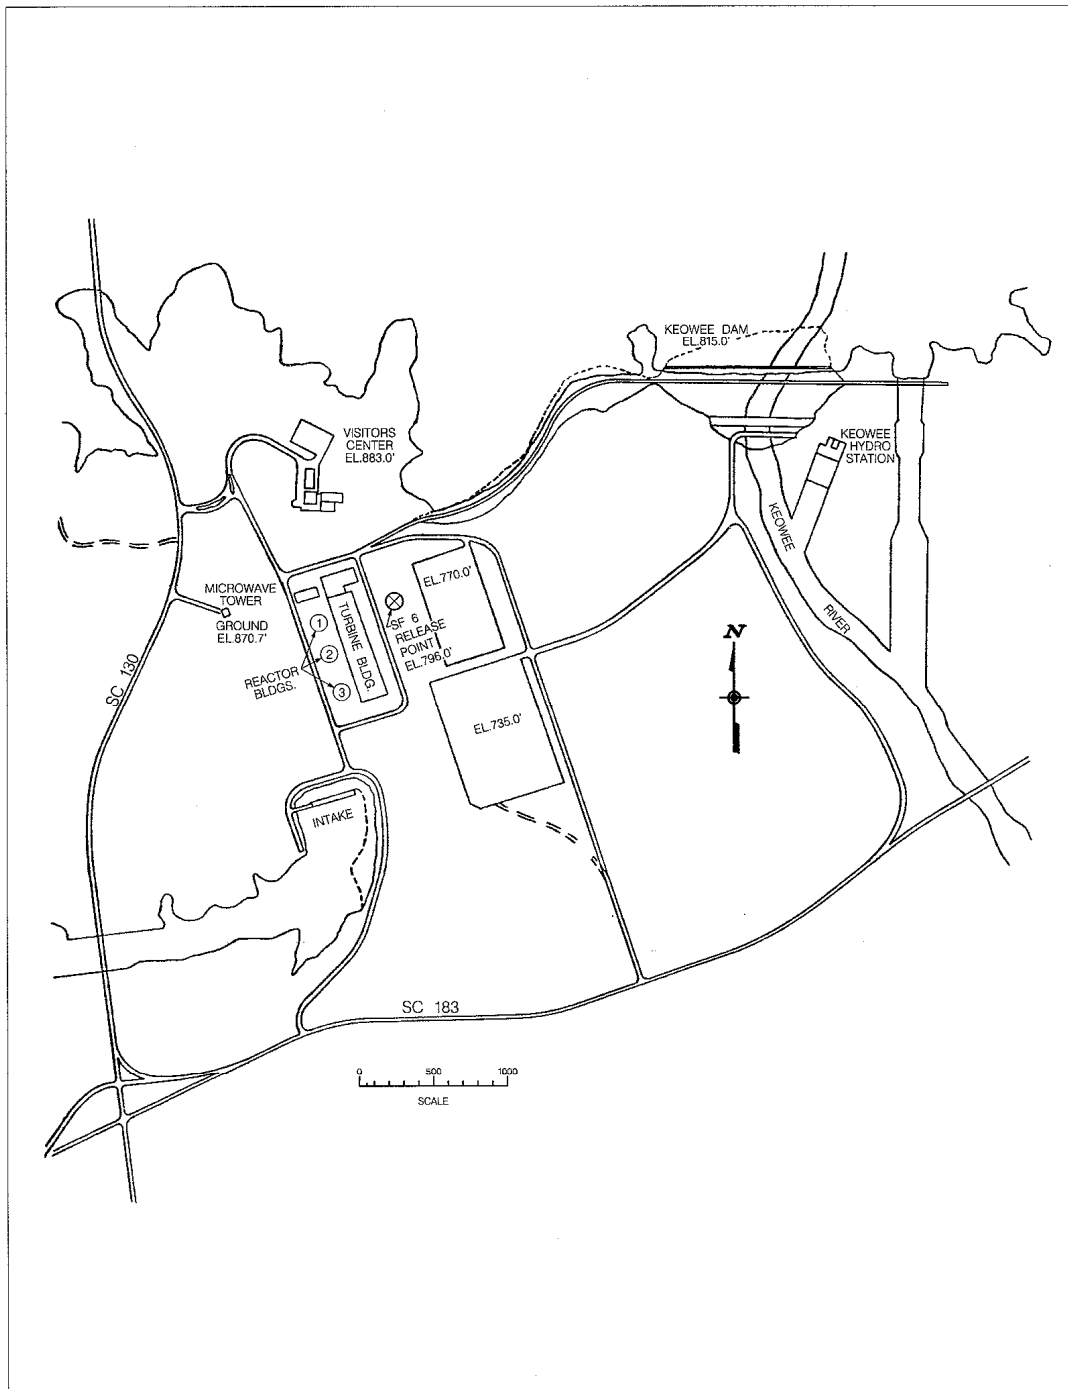 KEOWEE DAM
EL.815.0'
VISITORS
CENTER
EL.883.0'
KEOWEE
HYDRO
STATION
KEOWEE
RIVER
EL.770.0'
MICROWAVE
TOWER
GROUND
EL.870.7'
TURBINE BLDG.
SF 6
RELEASE
POINT
EL.796.0'
1
2
3
REACTOR
BLDGS.
N
SC 130
EL.735.0'
INTAKE
SC 183
0 500 1000
SCALE